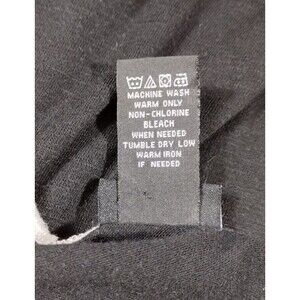 MACHINE WASH
WARM ONLY
NON-CHLORINE
BLEACH
WHEN NEEDED
TUMBLE DRY LOW
WARM IRON
IF NEEDED